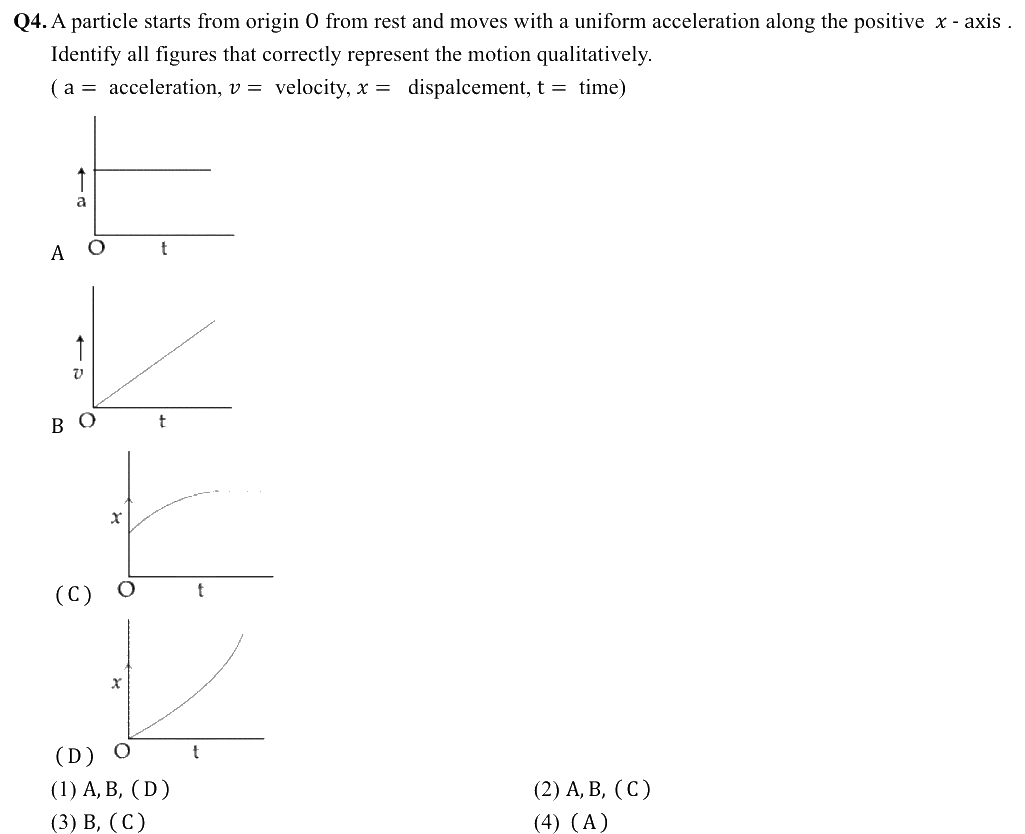 Q4. A particle starts from origin O from rest and moves with a uniform acceleration along the positive x - axis .
Identify all figures that correctly represent the motion qualitatively.
( a = acceleration, v = velocity, x = dispalcement, t = time)
a
A O t
v
B O t
x
(C) O t
x
(D) O t
(1) A, B, (D) (2) A, B, (C)
(3) B, (C) (4) (A)